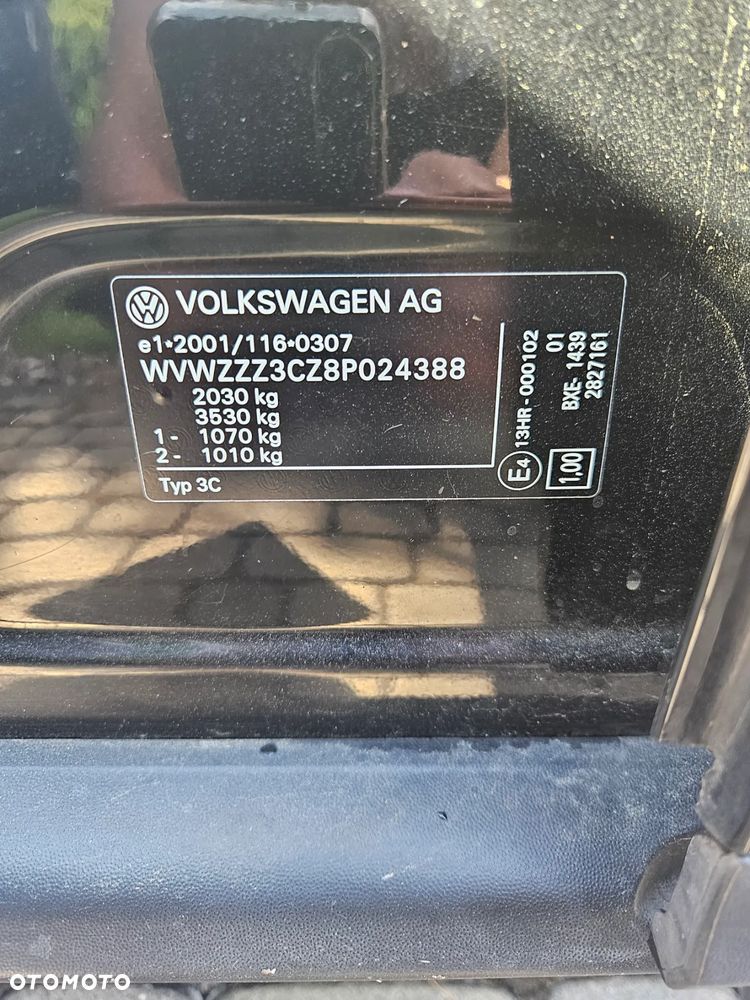 VOLKSWAGEN AG
e1*2001/116*0307
WVWZZZ3CZ8P024388
2030 kg
3530 kg
1 - 1070 kg
2 - 1010 kg
Typ 3C
E4 13HR-000102
01
BXE- 1439
2827161
1,00
OTOMOTO